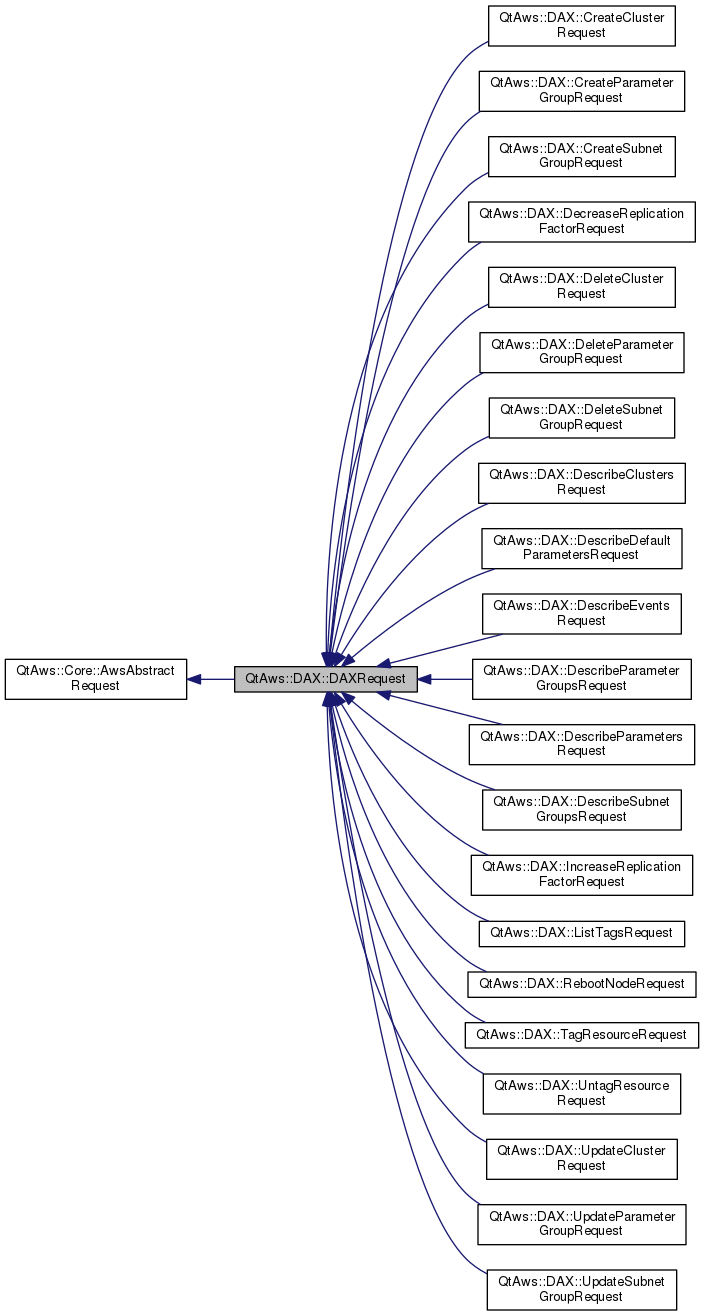 QtAws::DAX::CreateCluster
Request
QtAws::DAX::CreateParameter
GroupRequest
QtAws::DAX::CreateSubnet
GroupRequest
QtAws::DAX::DecreaseReplication
FactorRequest
QtAws::DAX::DeleteCluster
Request
QtAws::DAX::DeleteParameter
GroupRequest
QtAws::DAX::DeleteSubnet
GroupRequest
QtAws::DAX::DescribeClusters
Request
QtAws::DAX::DescribeDefault
ParametersRequest
QtAws::DAX::DescribeEvents
Request
QtAws::Core::AwsAbstract
Request
QtAws::DAX::DAXRequest
QtAws::DAX::DescribeParameter
GroupsRequest
QtAws::DAX::DescribeParameters
Request
QtAws::DAX::DescribeSubnet
GroupsRequest
QtAws::DAX::IncreaseReplication
FactorRequest
QtAws::DAX::ListTagsRequest
QtAws::DAX::RebootNodeRequest
QtAws::DAX::TagResourceRequest
QtAws::DAX::UntagResource
Request
QtAws::DAX::UpdateCluster
Request
QtAws::DAX::UpdateParameter
GroupRequest
QtAws::DAX::UpdateSubnet
GroupRequest